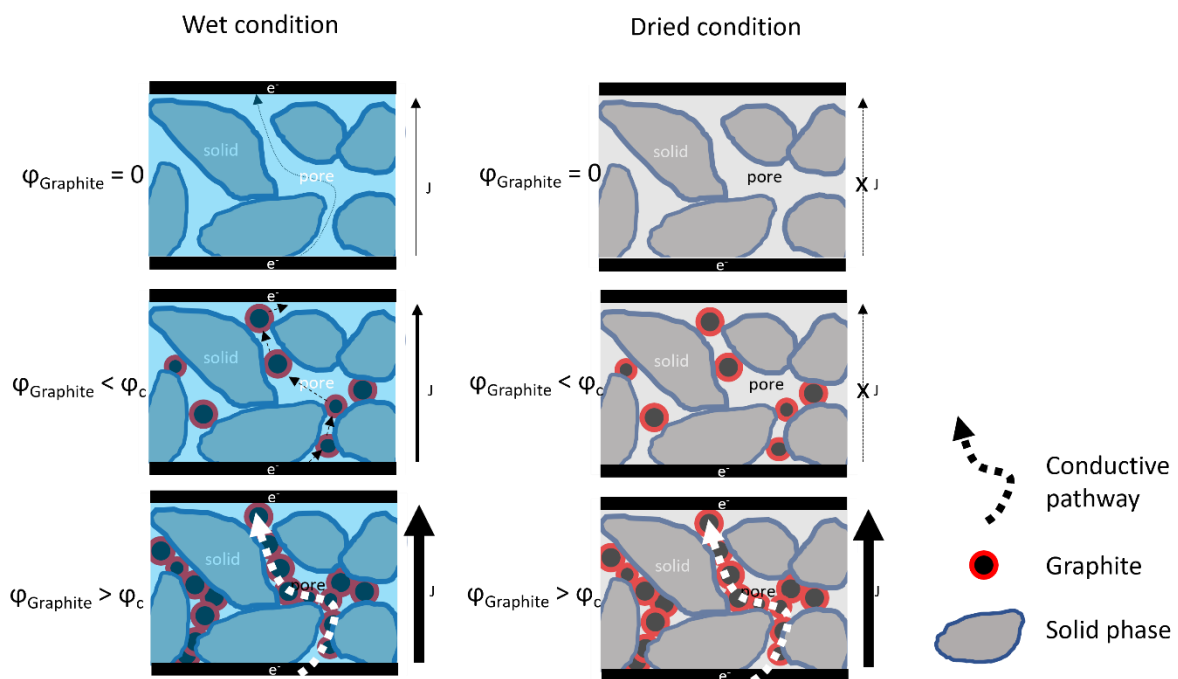 Wet condition
Dried condition
e⁻
solid
pore
e⁻
J
φGraphite = 0
solid
pore
e⁻
X J
φGraphite = 0
e⁻
solid
pore
e⁻
J
φGraphite < φc
solid
pore
e⁻
X J
φGraphite < φc
e⁻
solid
pore
e⁻
J
φGraphite > φc
e⁻
solid
pore
e⁻
J
φGraphite > φc
Conductive
pathway
Graphite
Solid phase